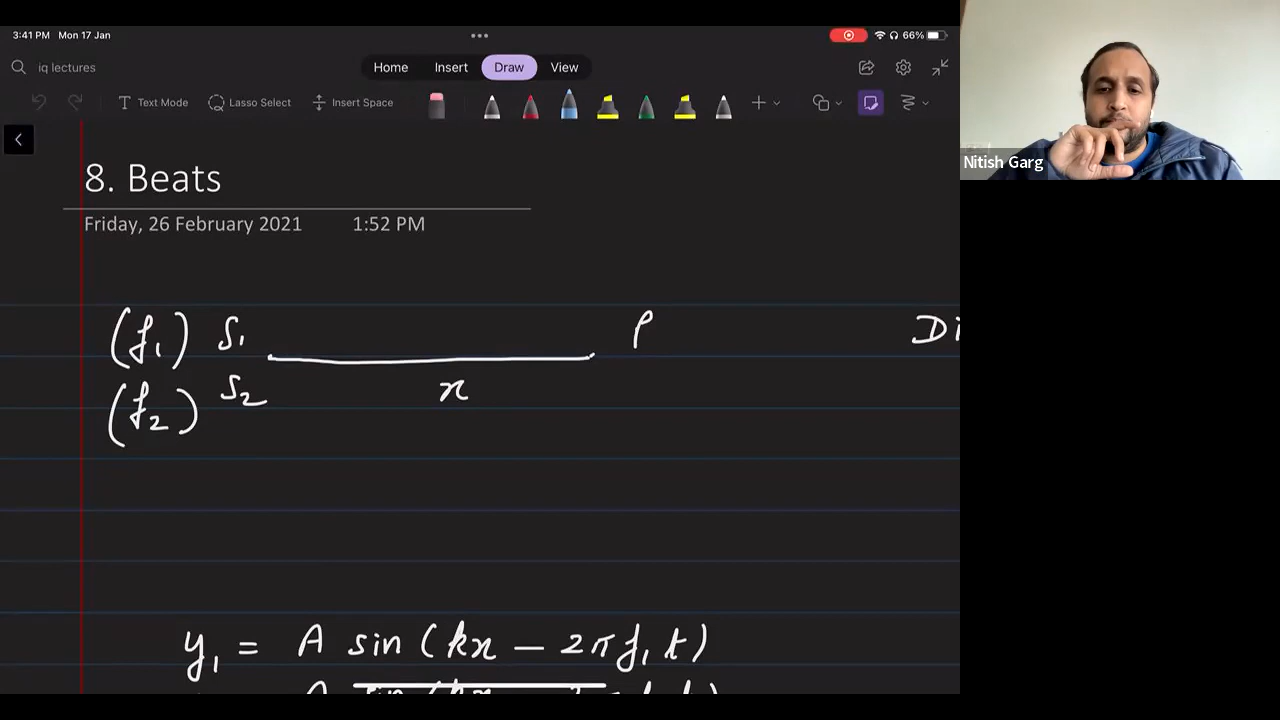 3:41 PM Mon 17 Jan
66%
iq lectures
Home Insert Draw View
Text Mode Lasso Select Insert Space
8. Beats
Friday, 26 February 2021 1:52 PM
(f₁) S₁ P
(f₂) S₂ x
y₁ = A sin (kx – 2πf₁t)
Nitish Garg